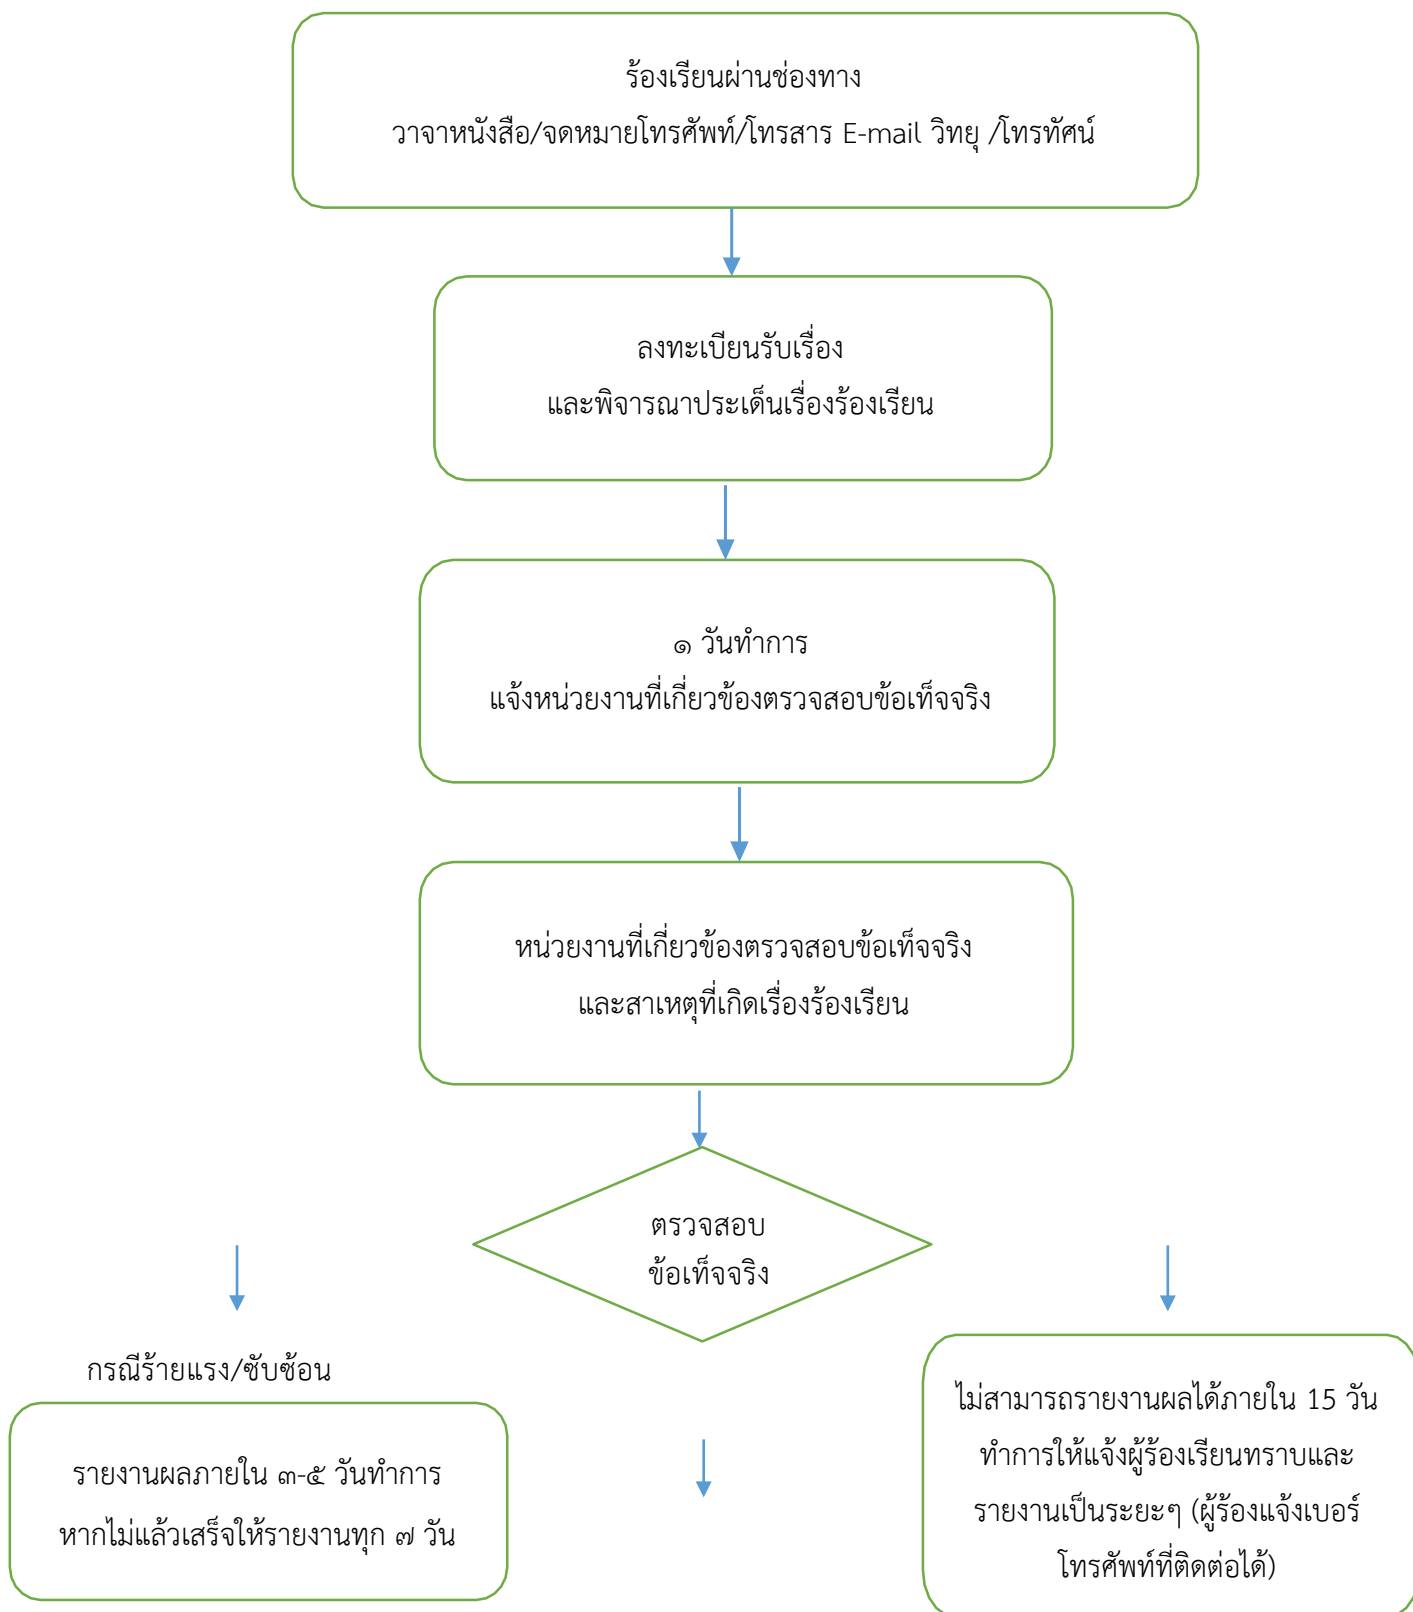 ร้องเรียนผ่านช่องทาง
วาจาหนังสือ/จดหมายโทรศัพท์/โทรสาร E-mail วิทยุ /โทรทัศน์
ลงทะเบียนรับเรื่อง
และพิจารณาประเด็นเรื่องร้องเรียน
๑ วันทำการ
แจ้งหน่วยงานที่เกี่ยวข้องตรวจสอบข้อเท็จจริง
หน่วยงานที่เกี่ยวข้องตรวจสอบข้อเท็จจริง
และสาเหตุที่เกิดเรื่องร้องเรียน
ตรวจสอบ
ข้อเท็จจริง
กรณีร้ายแรง/ซับซ้อน
รายงานผลภายใน ๓-๕ วันทำการ
หากไม่แล้วเสร็จให้รายงานทุก ๗ วัน
ไม่สามารถรายงานผลได้ภายใน 15 วัน
ทำการให้แจ้งผู้ร้องเรียนทราบและ
รายงานเป็นระยะๆ (ผู้ร้องแจ้งเบอร์
โทรศัพท์ที่ติดต่อได้)